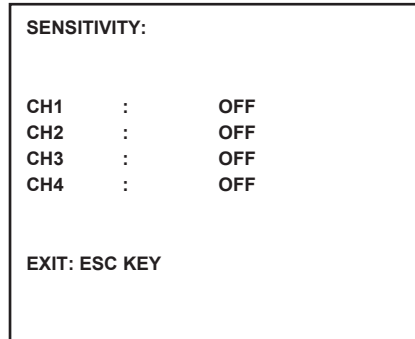 SENSITIVITY:
CH1 : OFF
CH2 : OFF
CH3 : OFF
CH4 : OFF
EXIT: ESC KEY